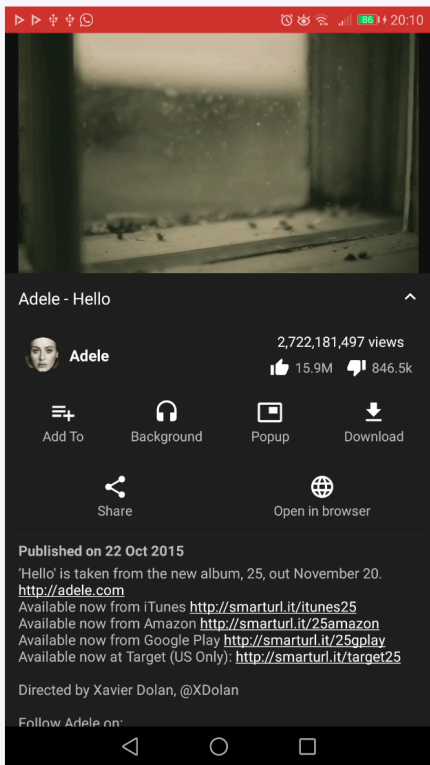 86 20:10
Adele - Hello
Adele
2,722,181,497 views
15.9M 846.5k
Add To Background Popup Download
Share Open in browser
Published on 22 Oct 2015
'Hello' is taken from the new album, 25, out November 20.
http://adele.com
Available now from iTunes http://smarturl.it/itunes25
Available now from Amazon http://smarturl.it/25amazon
Available now from Google Play http://smarturl.it/25gplay
Available now at Target (US Only): http://smarturl.it/target25
Directed by Xavier Dolan, @XDolan
Follow Adele on: